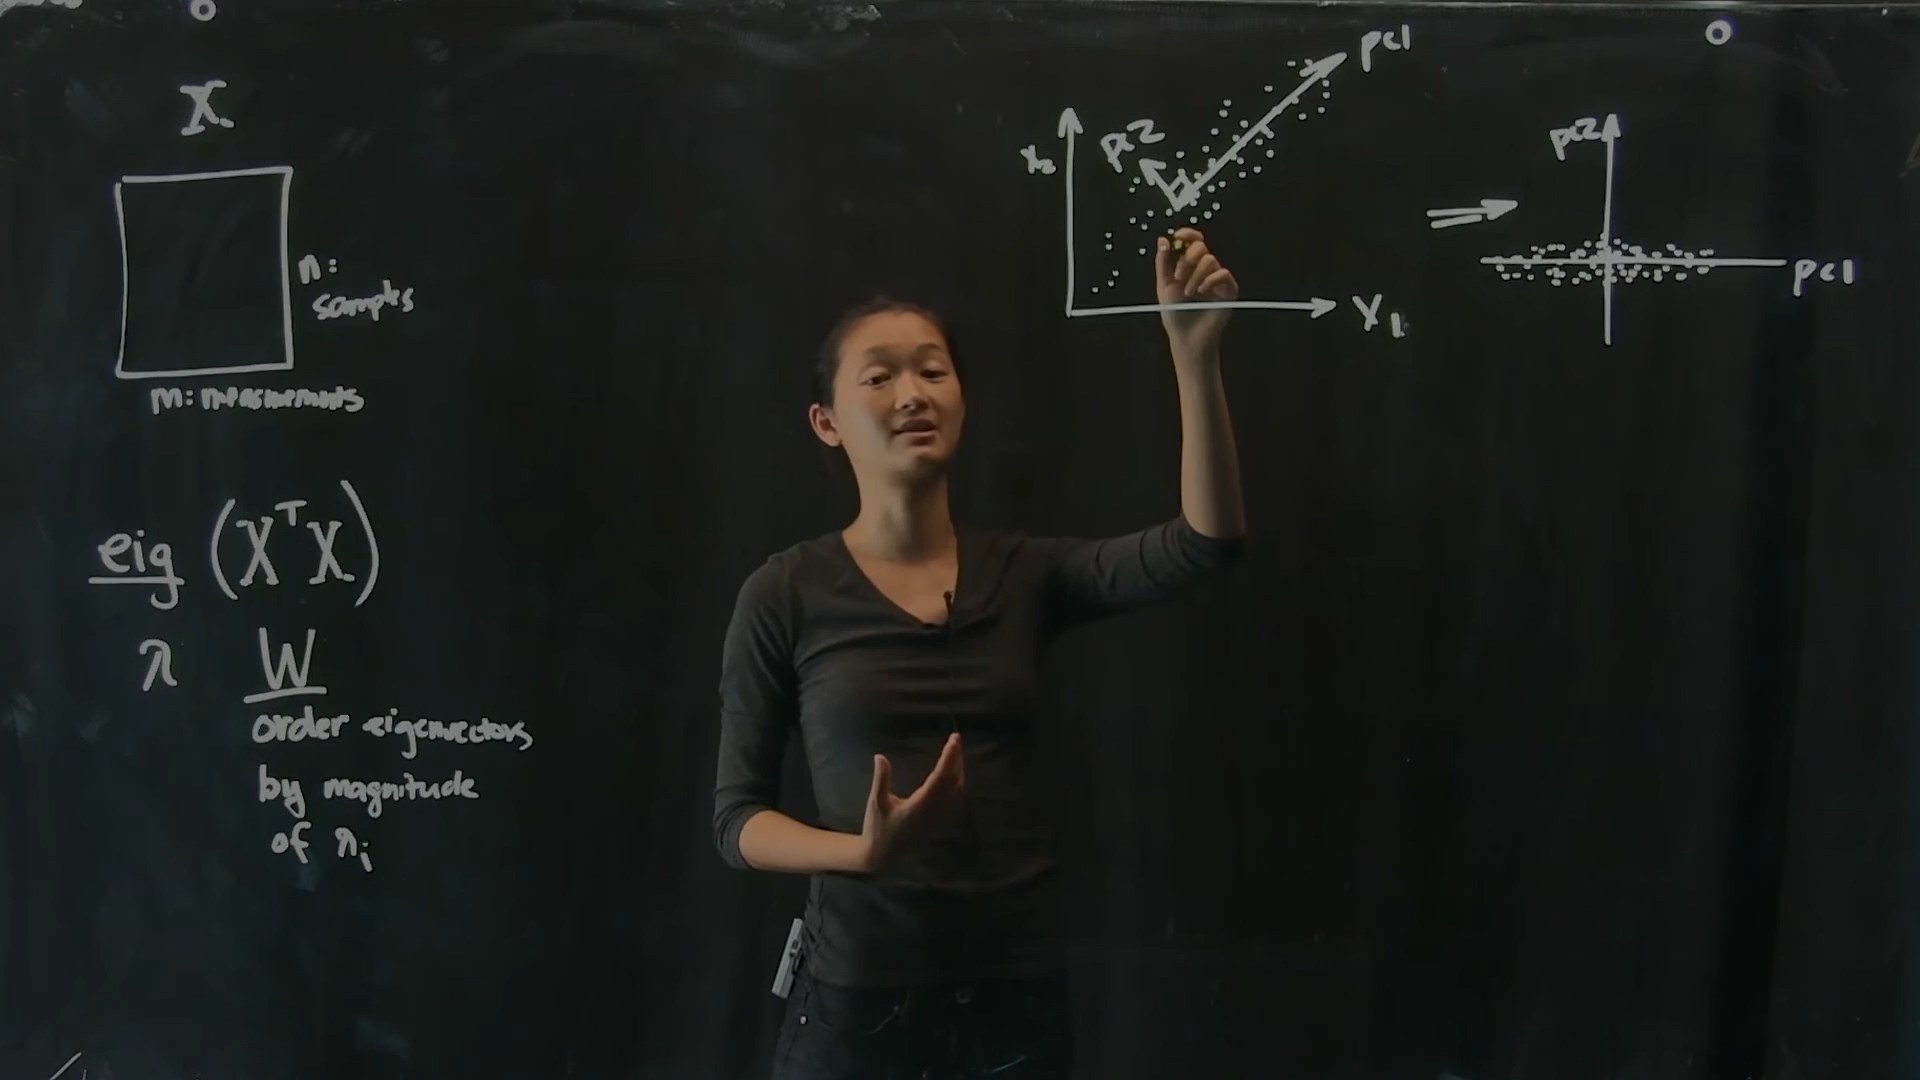 X
n:
samples
m: measurements
eig (XᵀX)
λ W
order eigenvectors
by magnitude
of λᵢ
pc1
pc2
x₂
x₁
pc2
pc1